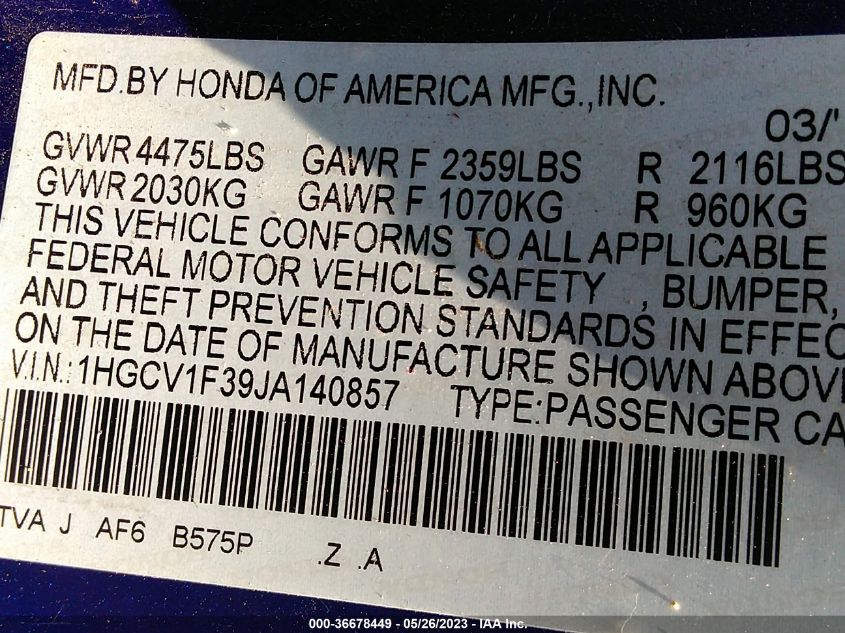 MFD.BY HONDA OF AMERICA MFG.,INC.
03/'
GVWR 4475LBS GAWR F 2359LBS R 2116LBS
GVWR 2030KG GAWR F 1070KG R 960KG
THIS VEHICLE CONFORMS TO ALL APPLICABLE
FEDERAL MOTOR VEHICLE SAFETY , BUMPER,
AND THEFT PREVENTION STANDARDS IN EFFEC
ON THE DATE OF MANUFACTURE SHOWN ABOV
V.I.N.: 1HGCV1F39JA140857 TYPE:PASSENGER CA
TVA J AF6 B575P .Z .A
000-36678449 - 05/26/2023 - IAA Inc.